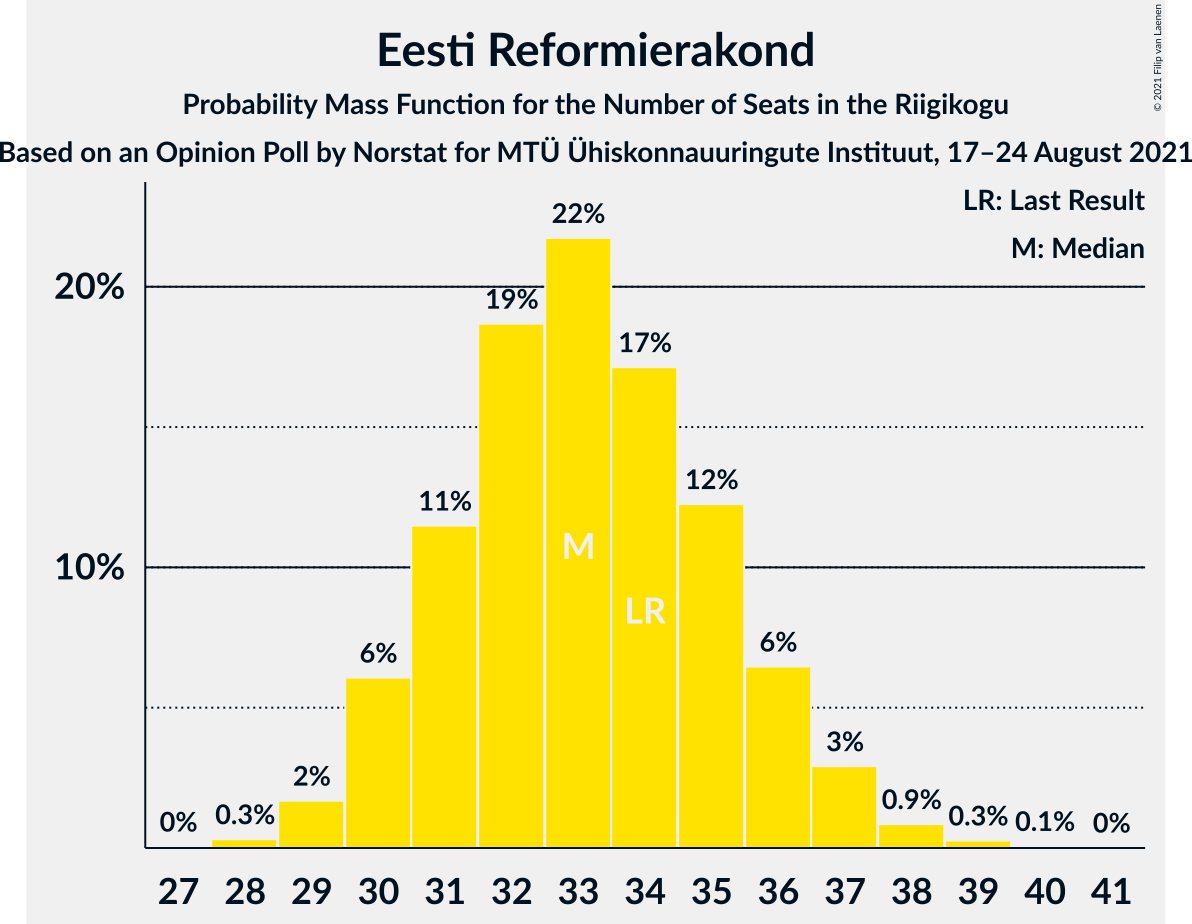 Eesti Reformierakond
Probability Mass Function for the Number of Seats in the Riigikogu
Based on an Opinion Poll by Norstat for MTÜ Ühiskonnauuringute Instituut, 17–24 August 2021
© 2021 Filip van Laenen
LR: Last Result
M: Median
22%
20%
19%
17%
12%
11%
M
10%
LR
6%
6%
3%
2%
0.9%
0.3%
0.3%
0.1%
0%
0%
27 28 29 30 31 32 33 34 35 36 37 38 39 40 41